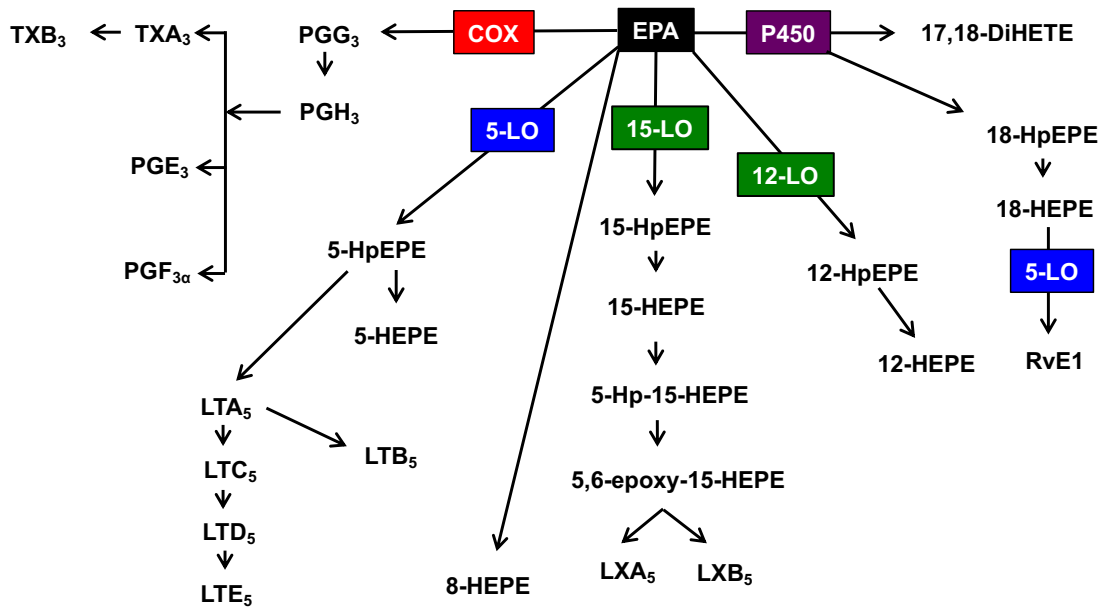 TXB₃ TXA₃ PGG₃ COX EPA P450 17,18-DiHETE
PGH₃ 5-LO 15-LO 18-HpEPE
PGE₃ 12-LO
18-HEPE
15-HpEPE
5-HpEPE
PGF₃α 12-HpEPE 5-LO
15-HEPE
5-HEPE
12-HEPE RvE1
5-Hp-15-HEPE
LTA₅
LTB₅
LTC₅ 5,6-epoxy-15-HEPE
LTD₅
LXA₅ LXB₅
8-HEPE
LTE₅